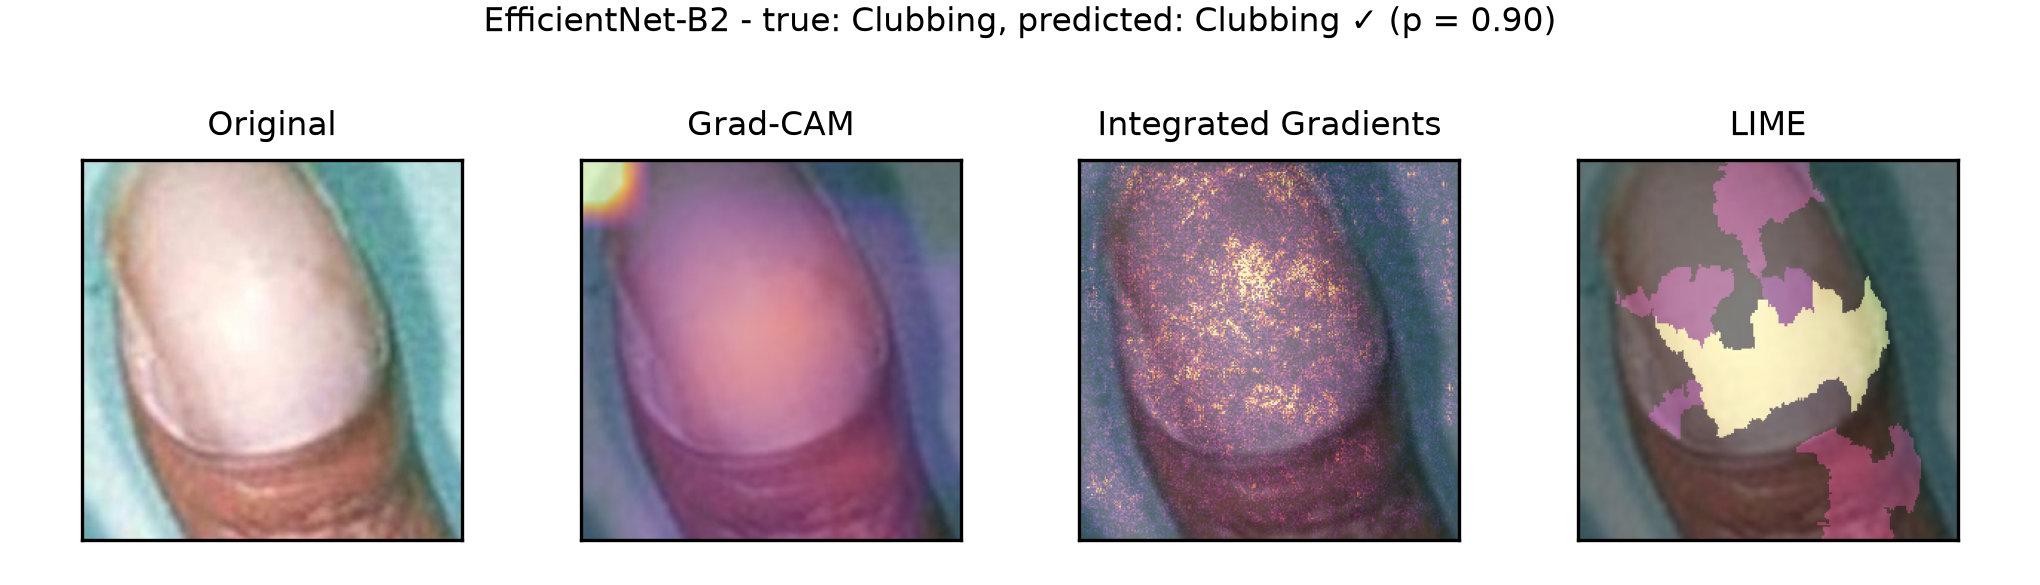 EfficientNet-B2 - true: Clubbing, predicted: Clubbing ✓ (p = 0.90)
Original
Grad-CAM
Integrated Gradients
LIME